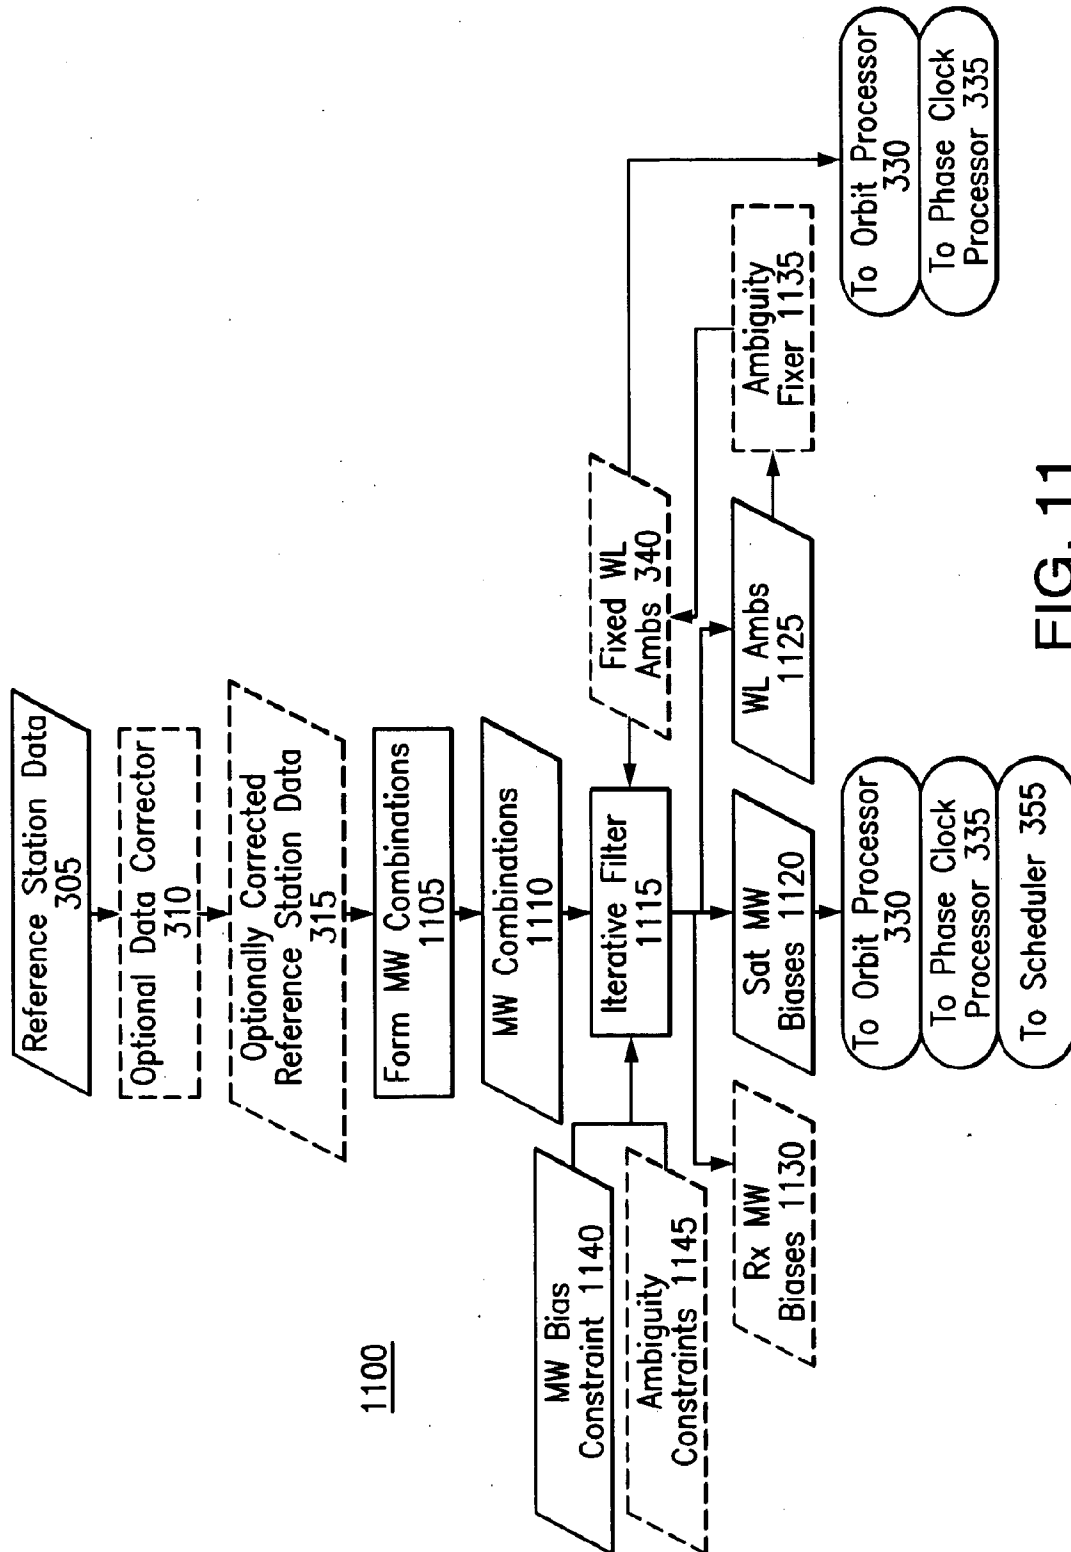 1100
Reference Station Data
305
Optional Data Corrector
310
Optionally Corrected
Reference Station Data
315
Form MW Combinations
1105
MW Combinations
1110
MW Bias
Constraint 1140
Ambiguity
Constraints 1145
Iterative Filter
1115
Fixed WL
Ambs 340
Rx MW
Biases 1130
Sat MW
Biases 1120
WL Ambs
1125
Ambiguity
Fixer 1135
To Orbit Processor
330
To Phase Clock
Processor 335
To Scheduler 355
To Orbit Processor
330
To Phase Clock
Processor 335
FIG. 11